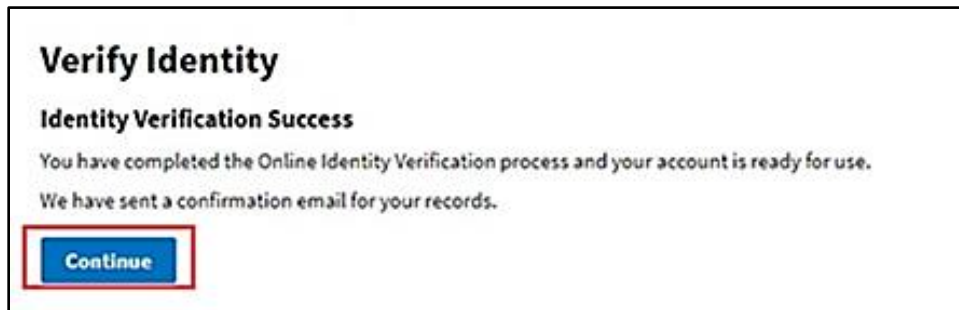 Verify Identity
Identity Verification Success
You have completed the Online Identity Verification process and your account is ready for use.
We have sent a confirmation email for your records.
Continue